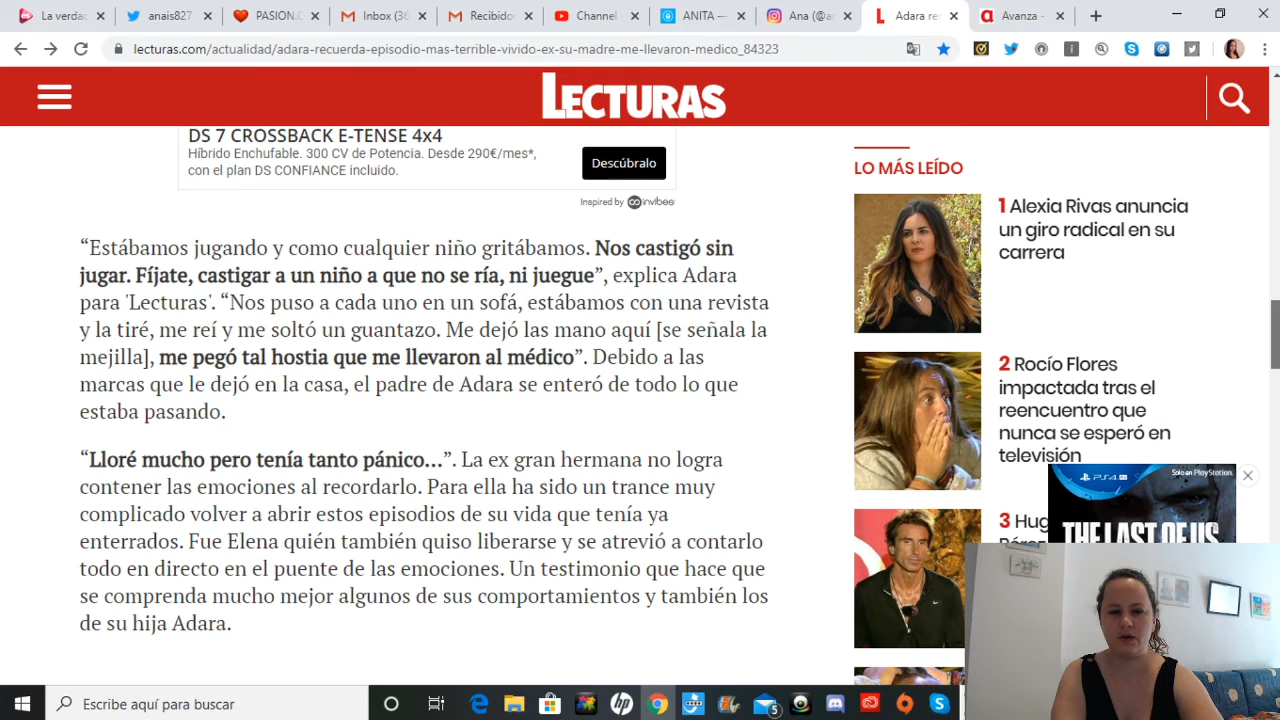 La verdac
anais827
PASION.C
Inbox (36
Recibidos
Channel
ANITA —
Ana (@ar
Adara rec
Avanza -
lecturas.com/actualidad/adara-recuerda-episodio-mas-terrible-vivido-ex-su-madre-me-llevaron-medico_84323
LECTURAS
DS 7 CROSSBACK E-TENSE 4x4
Híbrido Enchufable. 300 CV de Potencia. Desde 290€/mes*,
con el plan DS CONFIANCE incluido.
Descúbralo
Inspired by invibes
“Estábamos jugando y como cualquier niño gritábamos. Nos castigó sin
jugar. Fíjate, castigar a un niño a que no se ría, ni juegue”, explica Adara
para 'Lecturas'. “Nos puso a cada uno en un sofá, estábamos con una revista
y la tiré, me reí y me soltó un guantazo. Me dejó las mano aquí [se señala la
mejilla], me pegó tal hostia que me llevaron al médico”. Debido a las
marcas que le dejó en la casa, el padre de Adara se enteró de todo lo que
estaba pasando.
“Lloré mucho pero tenía tanto pánico...”. La ex gran hermana no logra
contener las emociones al recordarlo. Para ella ha sido un trance muy
complicado volver a abrir estos episodios de su vida que tenía ya
enterrados. Fue Elena quién también quiso liberarse y se atrevió a contarlo
todo en directo en el puente de las emociones. Un testimonio que hace que
se comprenda mucho mejor algunos de sus comportamientos y también los
de su hija Adara.
LO MÁS LEÍDO
1 Alexia Rivas anuncia
un giro radical en su
carrera
2 Rocío Flores
impactada tras el
reencuentro que
nunca se esperó en
televisión
3 Hug
PS4
Solo en PlayStation.
THE LAST OF US
Escribe aquí para buscar
hp
5